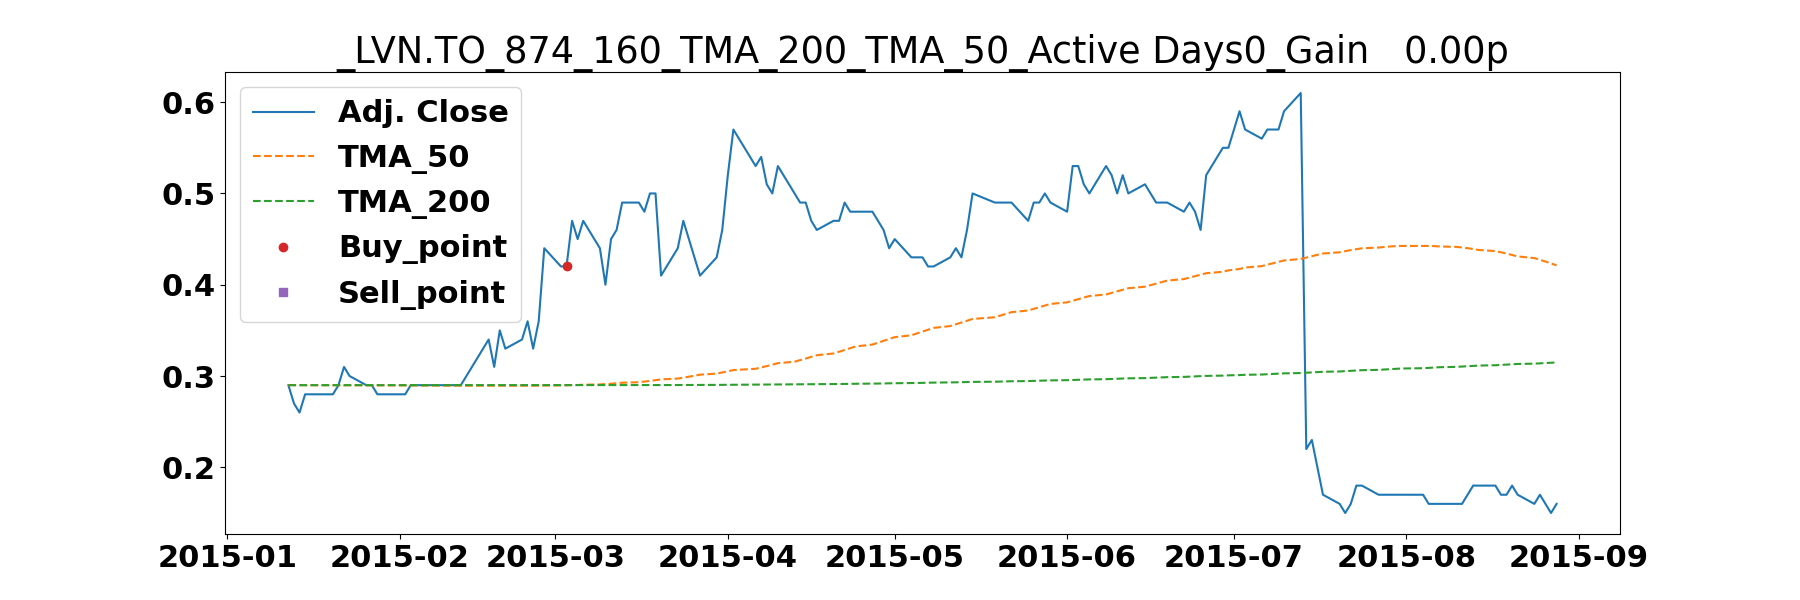 _LVN.TO_874_160_TMA_200_TMA_50_Active Days0_Gain   0.00p
0.6
0.5
0.4
0.3
0.2
Adj. Close
TMA_50
TMA_200
Buy_point
Sell_point
2015-01 2015-02 2015-03 2015-04 2015-05 2015-06 2015-07 2015-08 2015-09